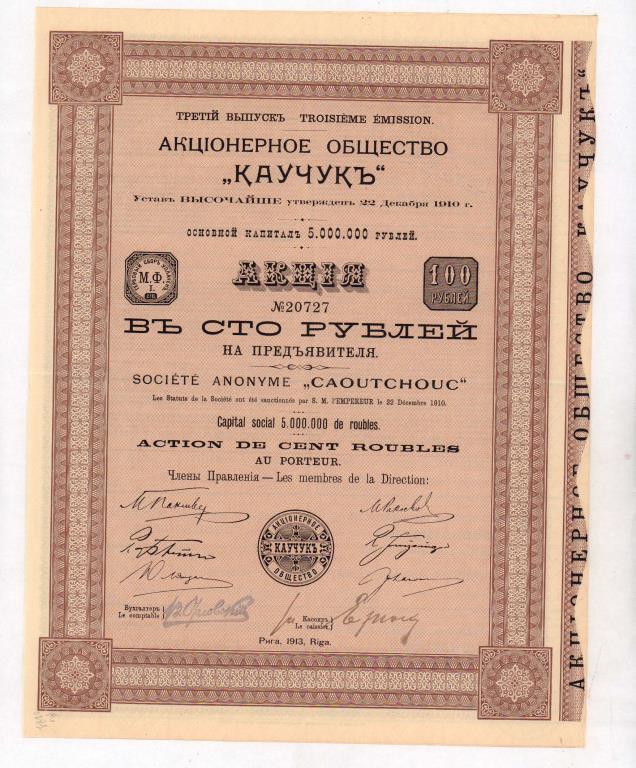 ТРЕТІЙ ВЫПУСКЪ TROISIÈME ÉMISSION.
АКЦІОНЕРНОЕ ОБЩЕСТВО
„КАУЧУКЪ“
Уставъ ВЫСОЧАЙШЕ утвержденъ 22 Декабря 1910 г.
ОСНОВНОЙ КАПИТАЛЪ 5.000.000 РУБЛЕЙ.
М.Ф.
I.
АКЦІЯ
100
РУБЛЕЙ
№20727
ВЪ СТО РУБЛЕЙ
НА ПРЕДЪЯВИТЕЛЯ.
SOCIÉTÉ ANONYME „CAOUTCHOUC“
Les Statuts de la Société ont été sanctionnés par S. M. l'EMPEREUR le 22 Décembre 1910.
Capital social 5.000.000 de roubles.
ACTION DE CENT ROUBLES
AU PORTEUR.
Члены Правленія — Les membres de la Direction:
АКЦІОНЕРНОЕ
КАУЧУКЪ
ОБЩЕСТВО
Бухгалтеръ
Le comptable
Кассиръ
Le caissier
Рига, 1913, Riga.
АКЦІОНЕРНОЕ ОБЩЕСТВО КАУЧУКЪ“